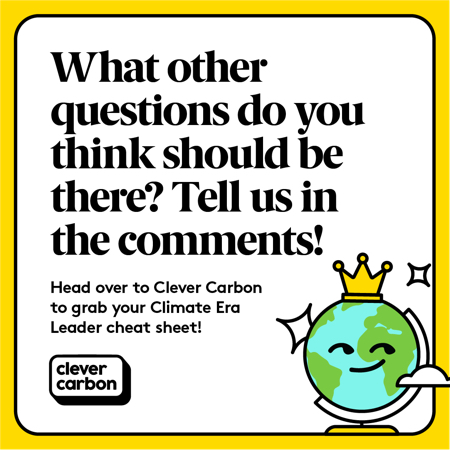 What other
questions do you
think should be
there? Tell us in
the comments!
Head over to Clever Carbon
to grab your Climate Era
Leader cheat sheet!
clever
carbon